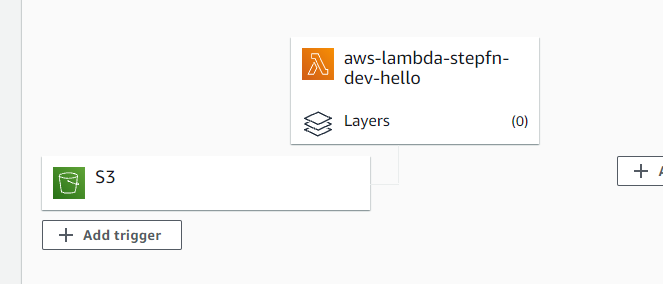 aws-lambda-stepfn-
dev-hello
Layers (0)
S3
Add trigger